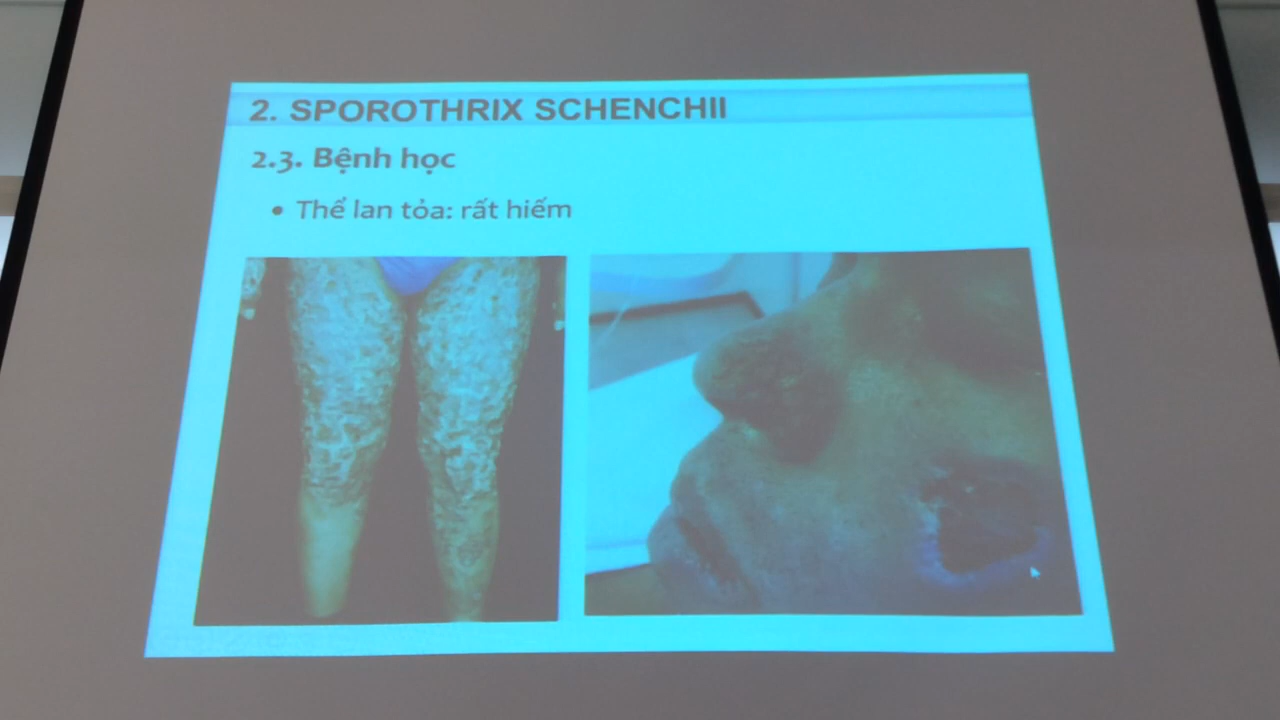 2. SPOROTHRIX SCHENCHII
2.3. Bệnh học
• Thể lan tỏa: rất hiếm